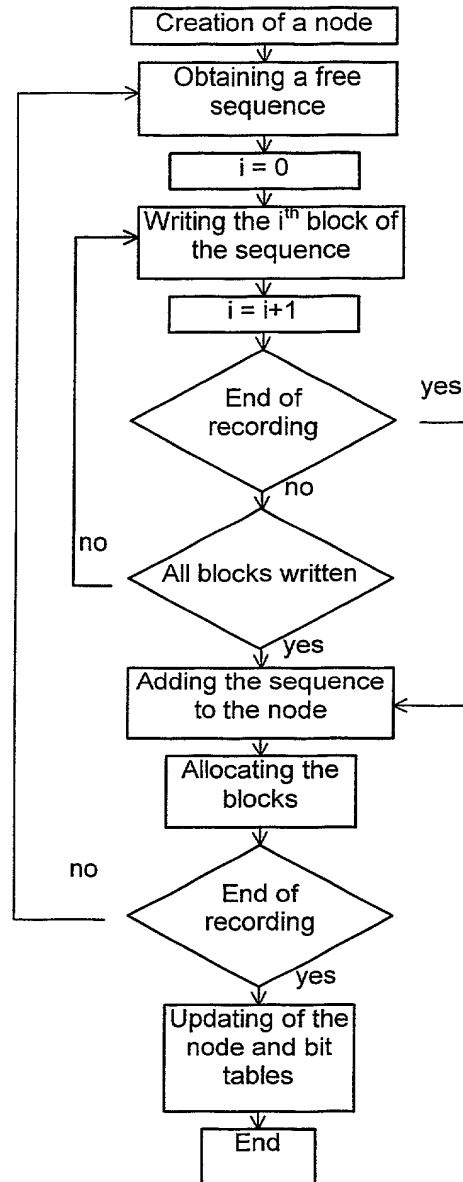 Creation of a node
Obtaining a free
sequence
i = 0
Writing the i^th block of
the sequence
i = i+1
End of
recording
yes
no
All blocks written
no
yes
Adding the sequence
to the node
Allocating the
blocks
no
End of
recording
yes
Updating of the
node and bit
tables
End